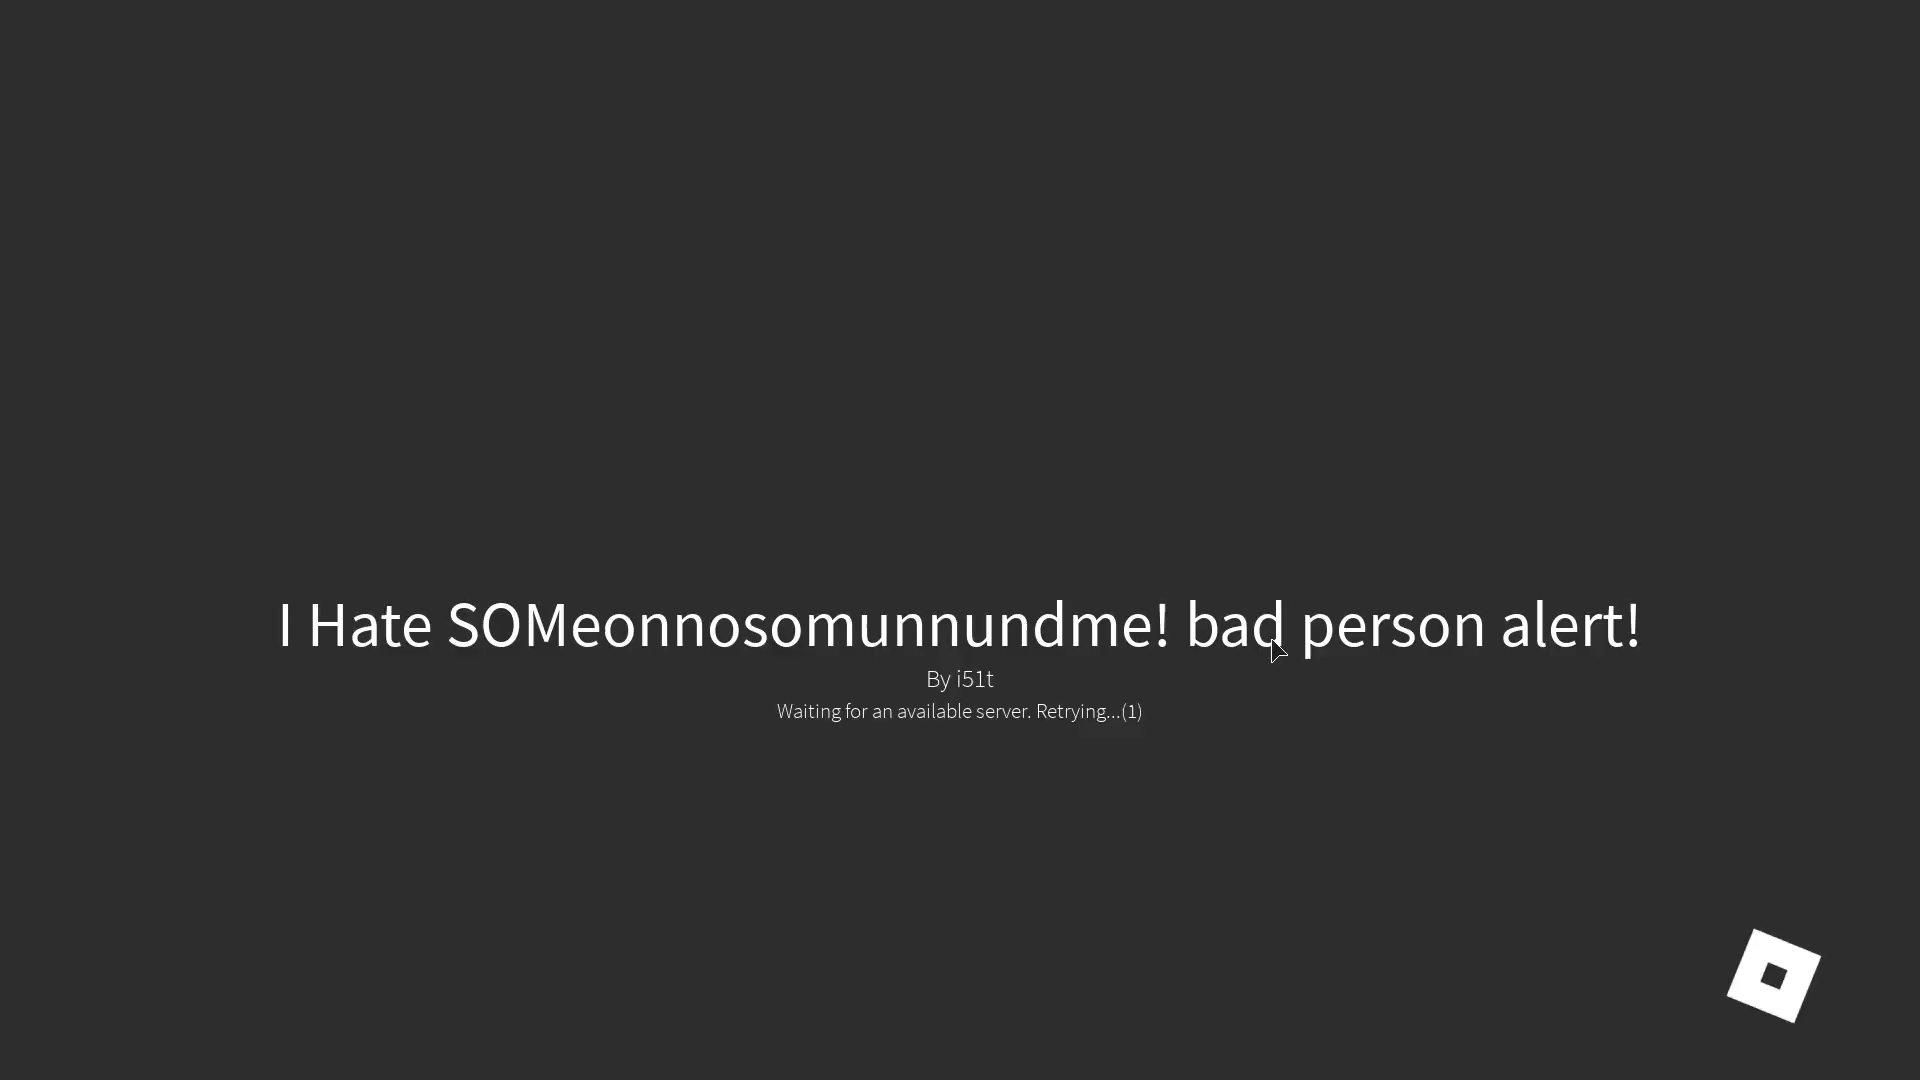 I Hate SOMeonnosomunnundme! bad person alert!
By i51t
Waiting for an available server. Retrying...(1)